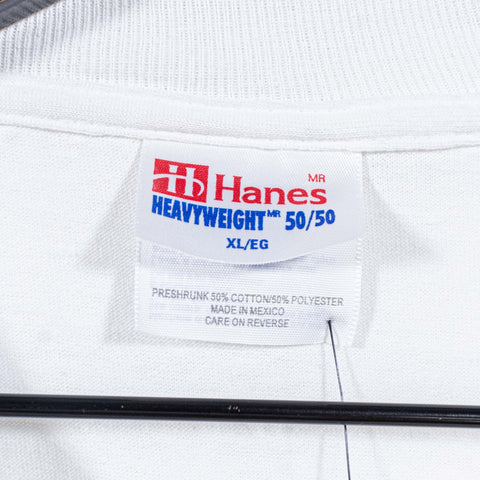 H Hanes MR
HEAVYWEIGHT MR 50/50
XL/EG
PRESHRUNK 50% COTTON/50% POLYESTER
MADE IN MEXICO
CARE ON REVERSE